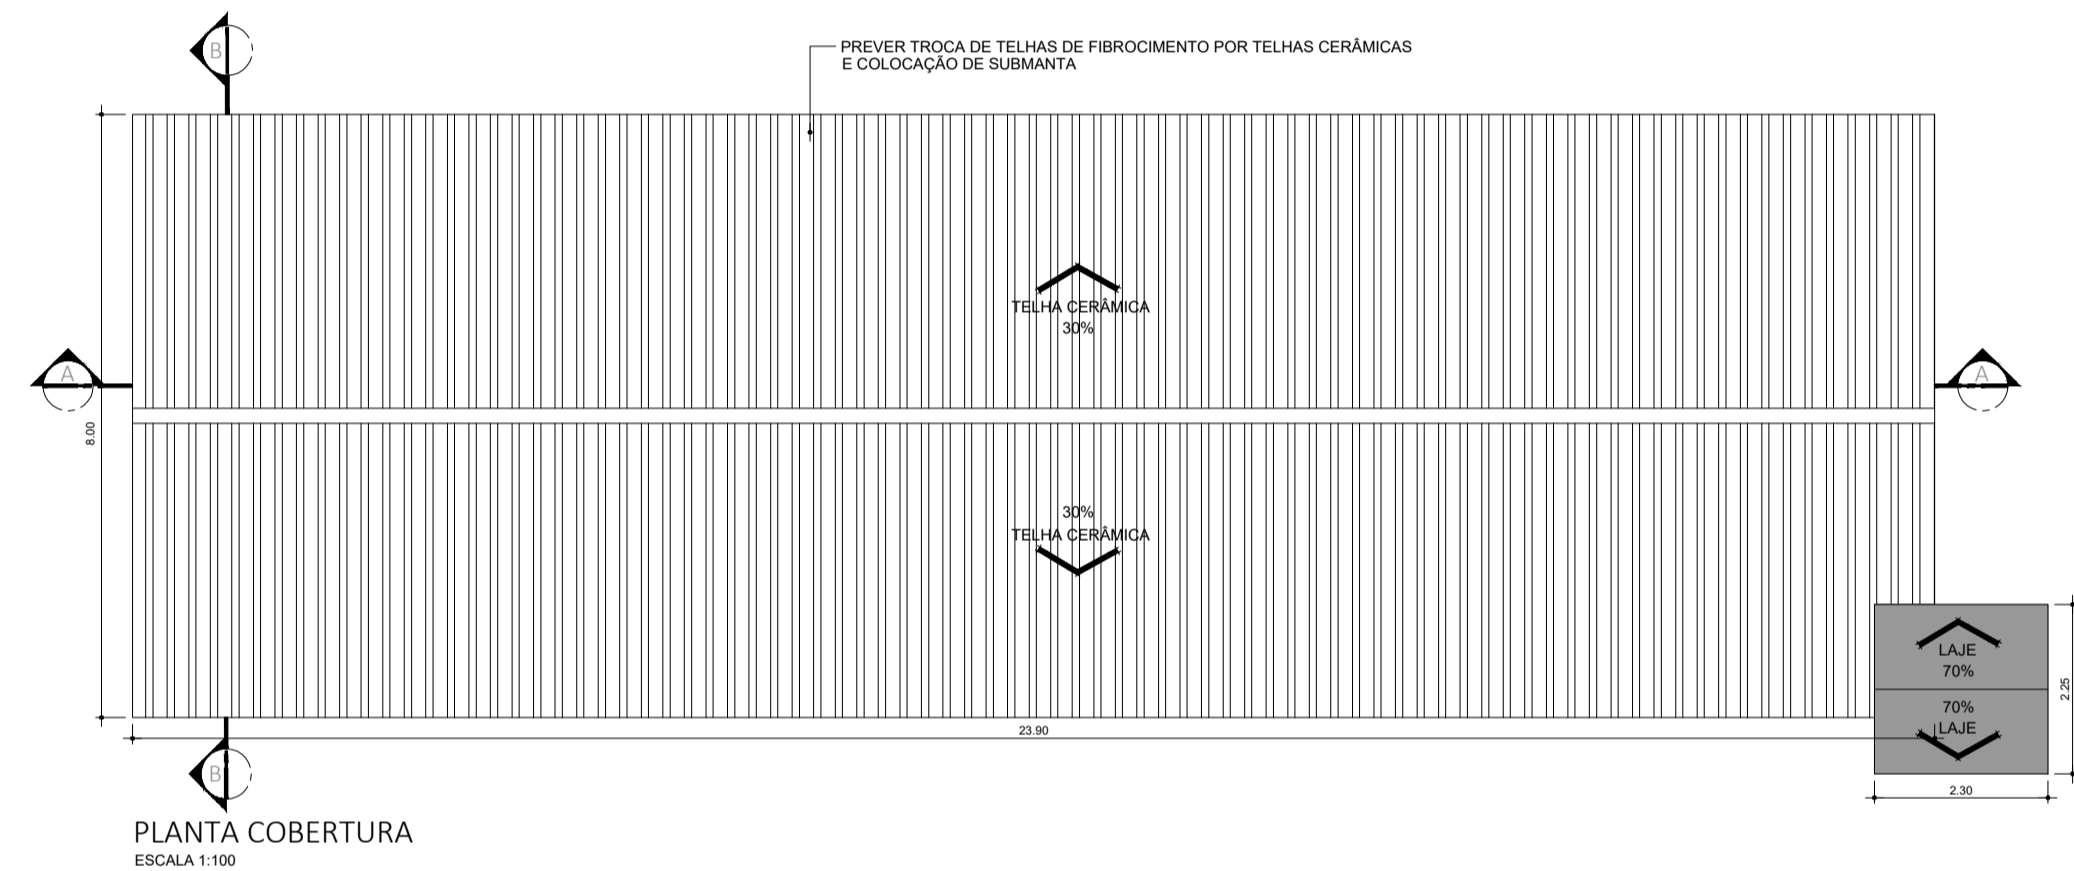 B
PREVER TROCA DE TELHAS DE FIBROCIMENTO POR TELHAS CERÂMICAS
E COLOCAÇÃO DE SUBMANTA
TELHA CERÂMICA
30%
A
A
8.00
30%
TELHA CERÂMICA
LAJE
70%
2.25
70%
LAJE
23.90
B
2.30
PLANTA COBERTURA
ESCALA 1:100